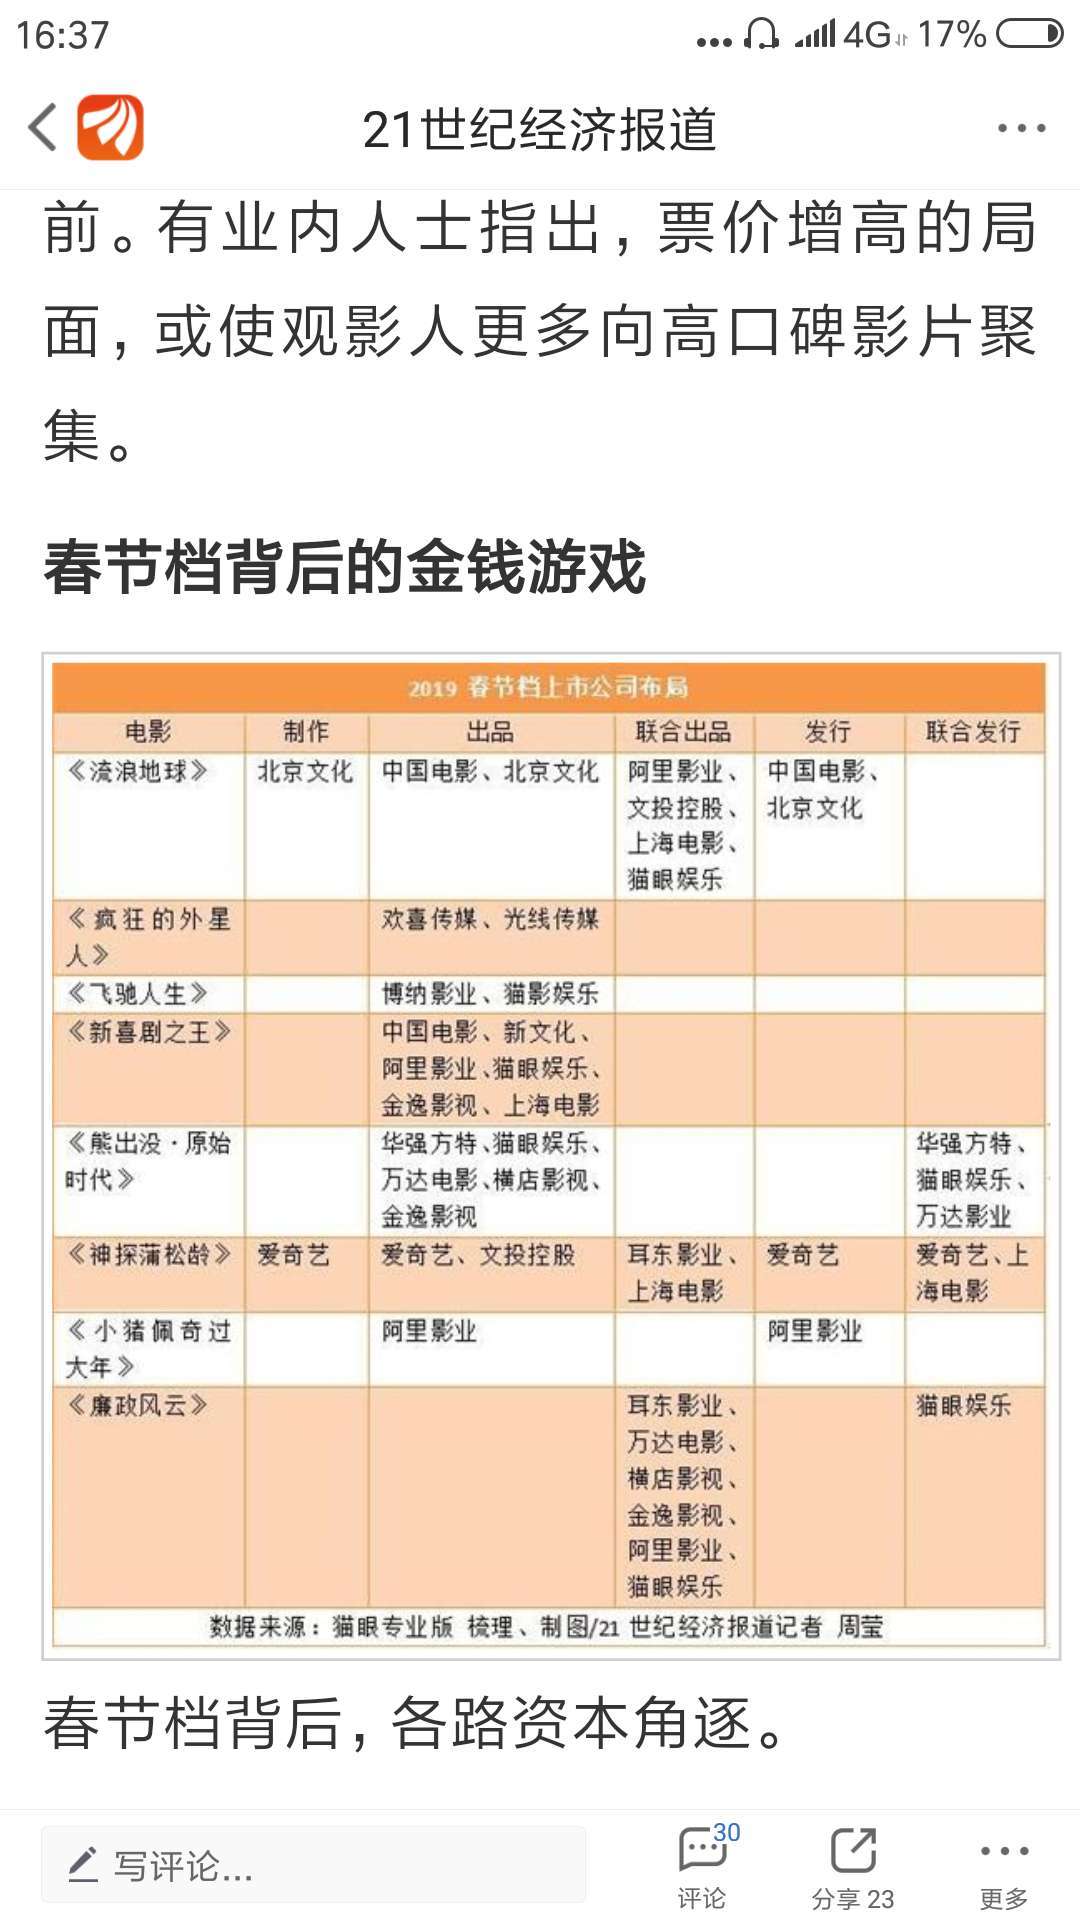 16:37
4G 17%
21世纪经济报道
前。有业内人士指出，票价增高的局
面，或使观影人更多向高口碑影片聚
集。
春节档背后的金钱游戏
2019 春节档上市公司布局
电影 制作 出品 联合出品 发行 联合发行
《流浪地球》 北京文化 中国电影、北京文化 阿里影业、 中国电影、
文投控股、 北京文化
上海电影、
猫眼娱乐
《疯狂的外星 欢喜传媒、光线传媒
人》
《飞驰人生》 博纳影业、猫影娱乐
《新喜剧之王》 中国电影、新文化、
阿里影业、猫眼娱乐、
金逸影视、上海电影
《熊出没·原始 华强方特、猫眼娱乐、 华强方特、
时代》 万达电影、横店影视、 猫眼娱乐、
金逸影视 万达影业
《神探蒲松龄》 爱奇艺 爱奇艺、文投控股 耳东影业、 爱奇艺 爱奇艺、上
上海电影 海电影
《小猪佩奇过 阿里影业 阿里影业
大年》
《廉政风云》 耳东影业、 猫眼娱乐
万达电影、
横店影视、
金逸影视、
阿里影业、
猫眼娱乐
数据来源：猫眼专业版 梳理、制图/21 世纪经济报道记者 周莹
春节档背后，各路资本角逐。
写评论...
30
评论
分享 23
更多